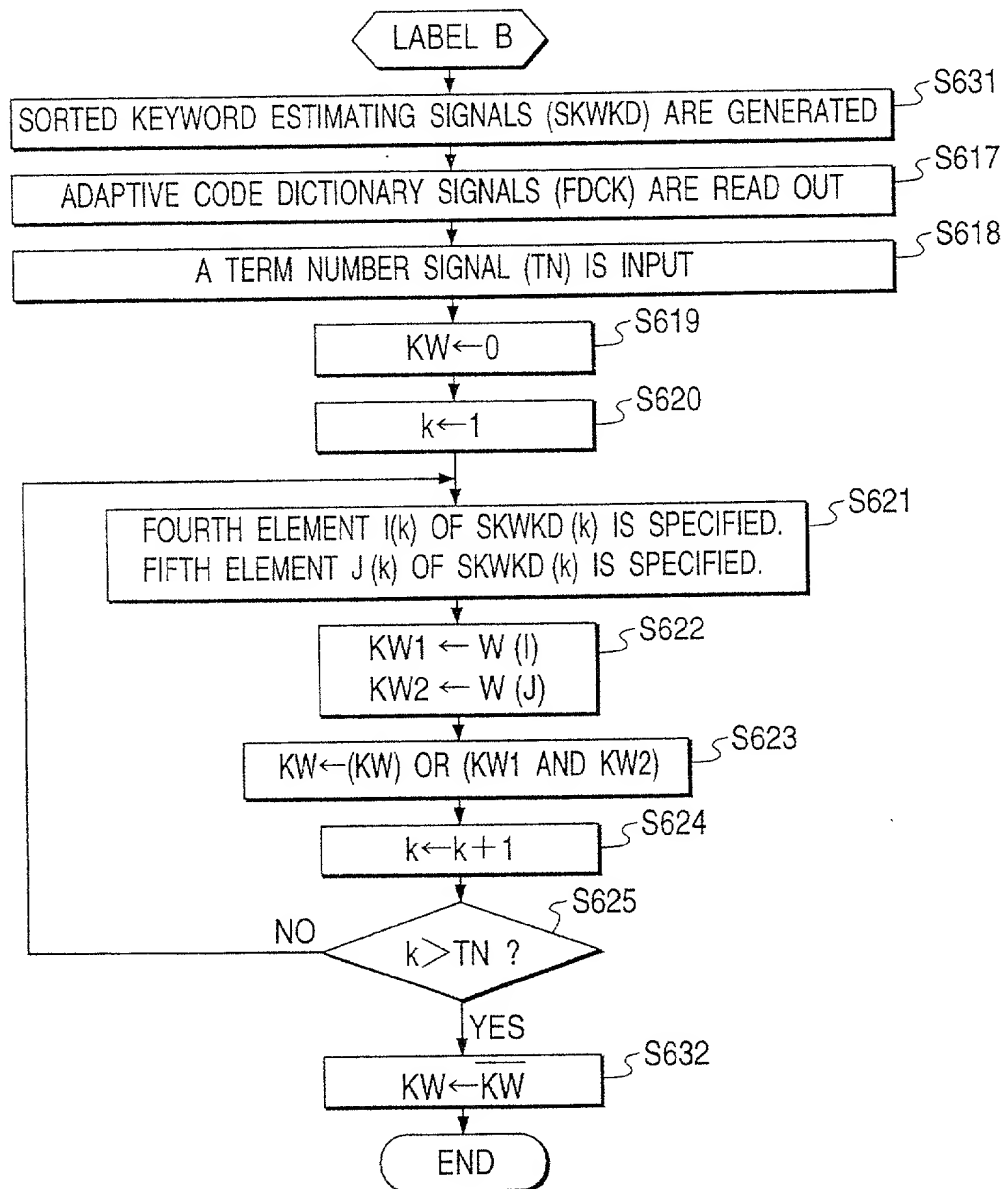 LABEL B
S631
SORTED KEYWORD ESTIMATING SIGNALS (SKWKD) ARE GENERATED
S617
ADAPTIVE CODE DICTIONARY SIGNALS (FDCK) ARE READ OUT
S618
A TERM NUMBER SIGNAL (TN) IS INPUT
S619
KW←0
S620
k←1
S621
FOURTH ELEMENT I(k) OF SKWKD (k) IS SPECIFIED.
FIFTH ELEMENT J (k) OF SKWKD (k) IS SPECIFIED.
S622
KW1 ← W (I)
KW2 ← W (J)
S623
KW←(KW) OR (KW1 AND KW2)
S624
k←k+1
S625
NO
k>TN ?
YES
S632
KW←K̅W̅
END